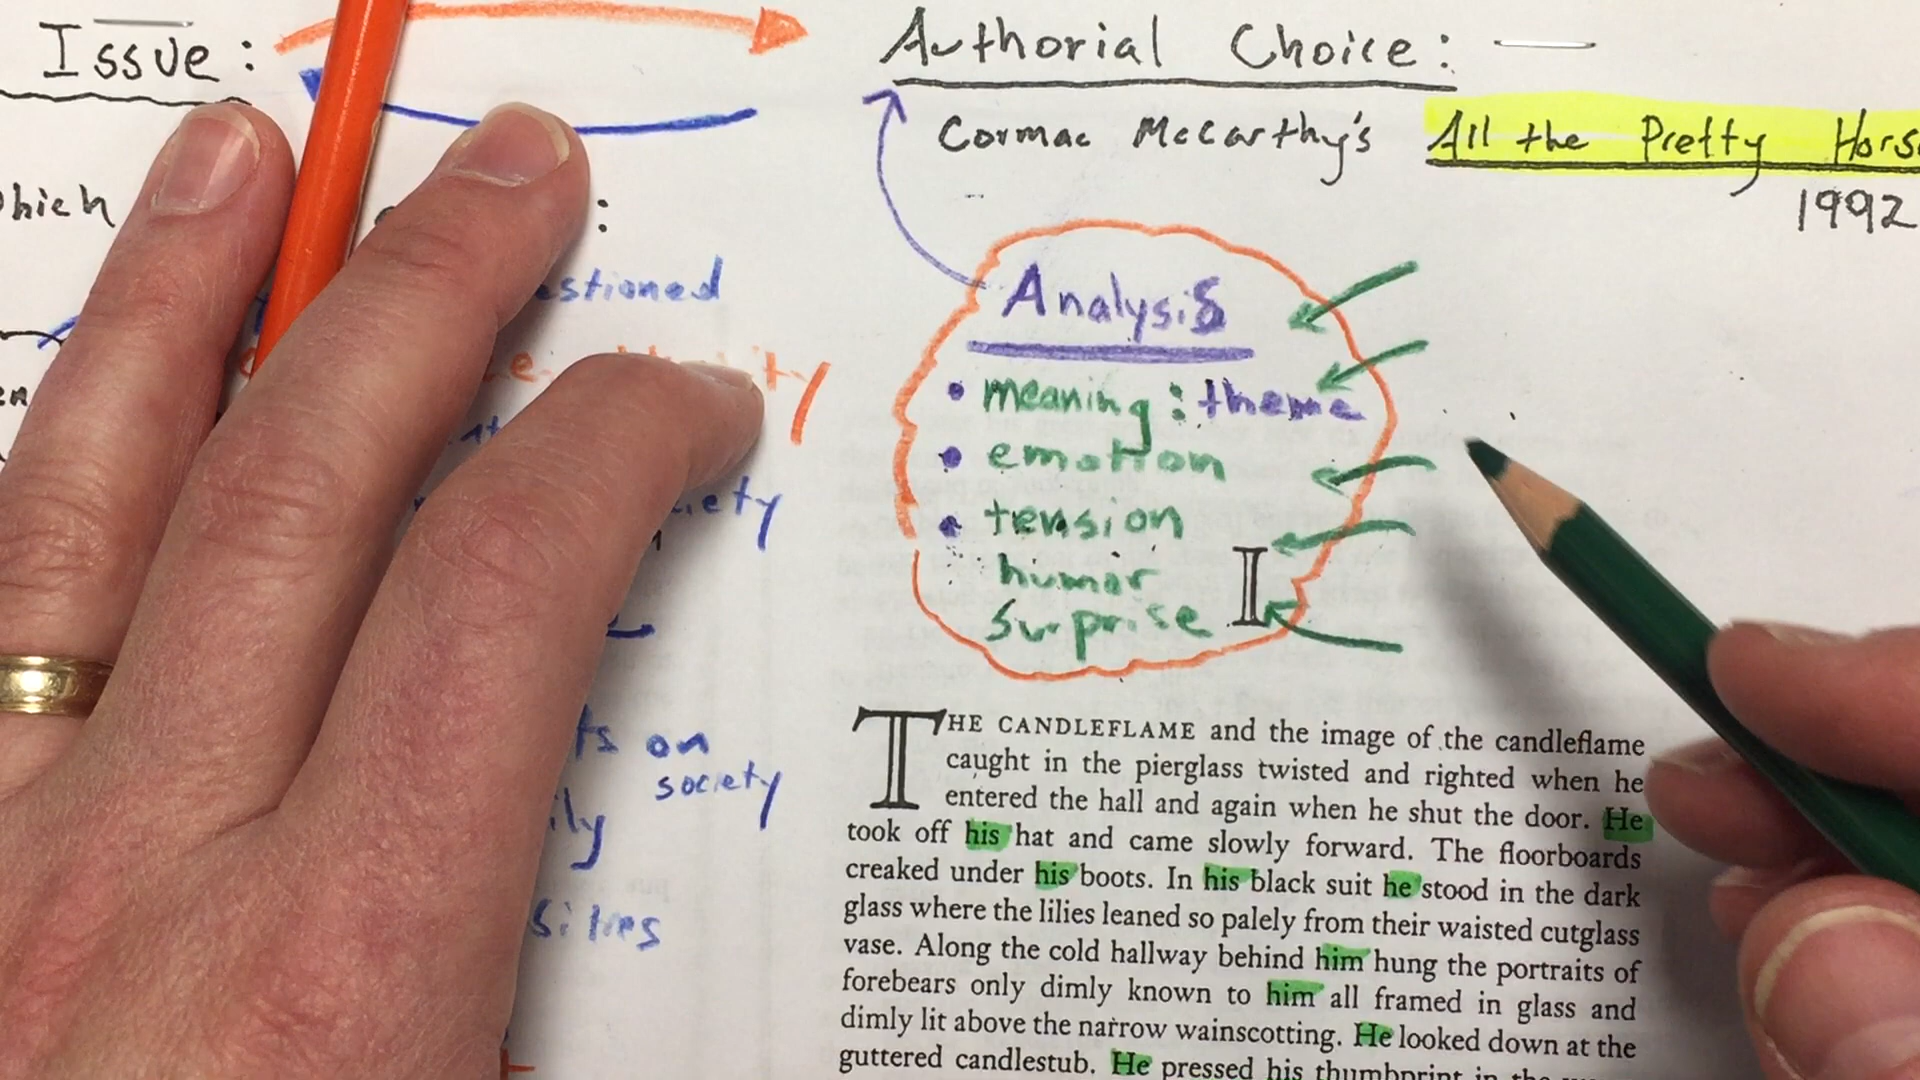 Issue:
Authorial Choice:
Cormac McCarthy's All the Pretty Hors
1992
hich :
estioned
ity
iety
ts on
society
ily
Analysis
• meaning: theme
• emotion
• tension
humor
surprise I
THE CANDLEFLAME and the image of the candleflame
caught in the pierglass twisted and righted when he
entered the hall and again when he shut the door. He
took off his hat and came slowly forward. The floorboards
creaked under his boots. In his black suit he stood in the dark
glass where the lilies leaned so palely from their waisted cutglass
vase. Along the cold hallway behind him hung the portraits of
forebears only dimly known to him all framed in glass and
dimly lit above the narrow wainscotting. He looked down at the
guttered candlestub. He pressed his thumbprint in the